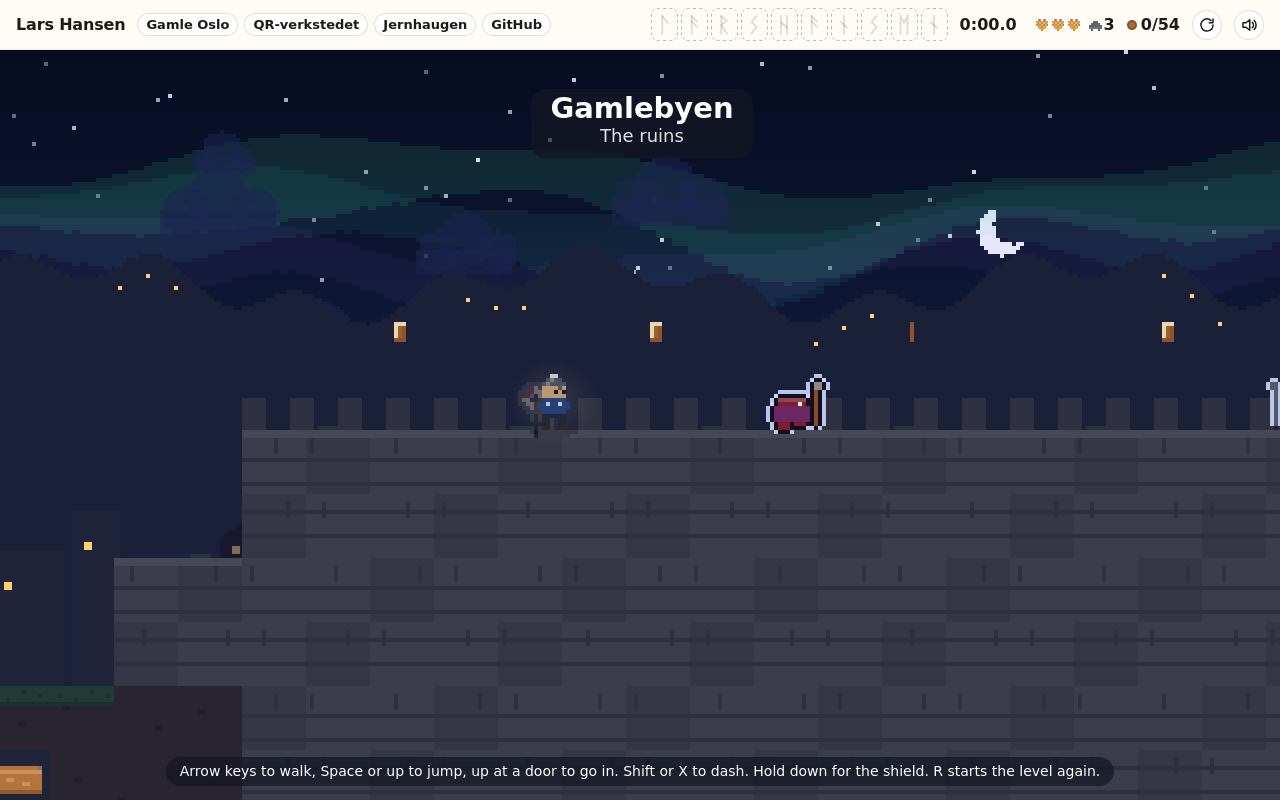 Lars Hansen
Gamle Oslo
QR-verkstedet
Jernhaugen
GitHub
ᛚ ᚨ ᚱ ᛊ ᚺ ᚨ ᚾ ᛊ ᛖ ᚾ
0:00.0
3
0/54
Gamlebyen
The ruins
Arrow keys to walk, Space or up to jump, up at a door to go in. Shift or X to dash. Hold down for the shield. R starts the level again.